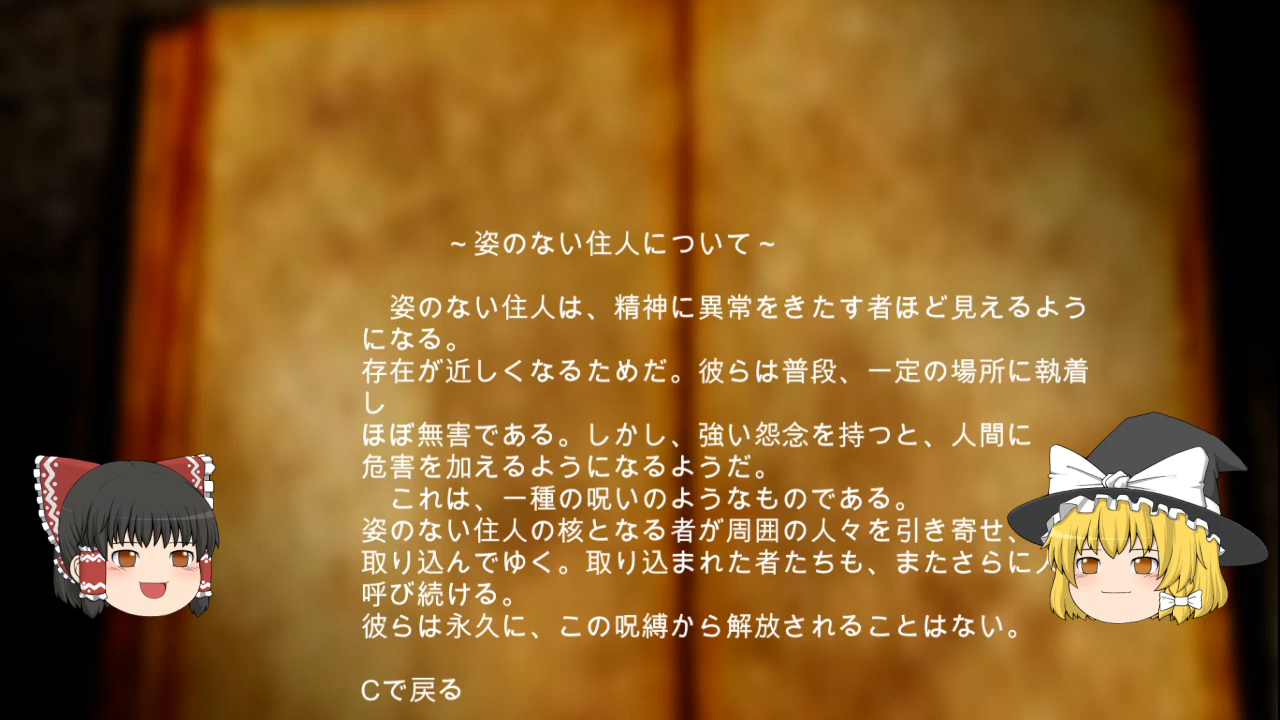 ～姿のない住人について～
姿のない住人は、精神に異常をきたす者ほど見えるよう
になる。
存在が近しくなるためだ。彼らは普段、一定の場所に執着
し
ほぼ無害である。しかし、強い怨念を持つと、人間に
危害を加えるようになるようだ。
これは、一種の呪いのようなものである。
姿のない住人の核となる者が周囲の人々を引き寄せ、
取り込んでゆく。取り込まれた者たちも、またさらに
呼び続ける。
彼らは永久に、この呪縛から解放されることはない。
Cで戻る